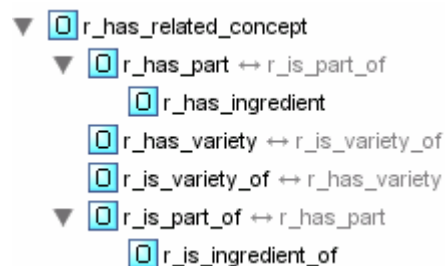 O r_has_related_concept
O r_has_part ↔ r_is_part_of
O r_has_ingredient
O r_has_variety ↔ r_is_variety_of
O r_is_variety_of ↔ r_has_variety
O r_is_part_of ↔ r_has_part
O r_is_ingredient_of